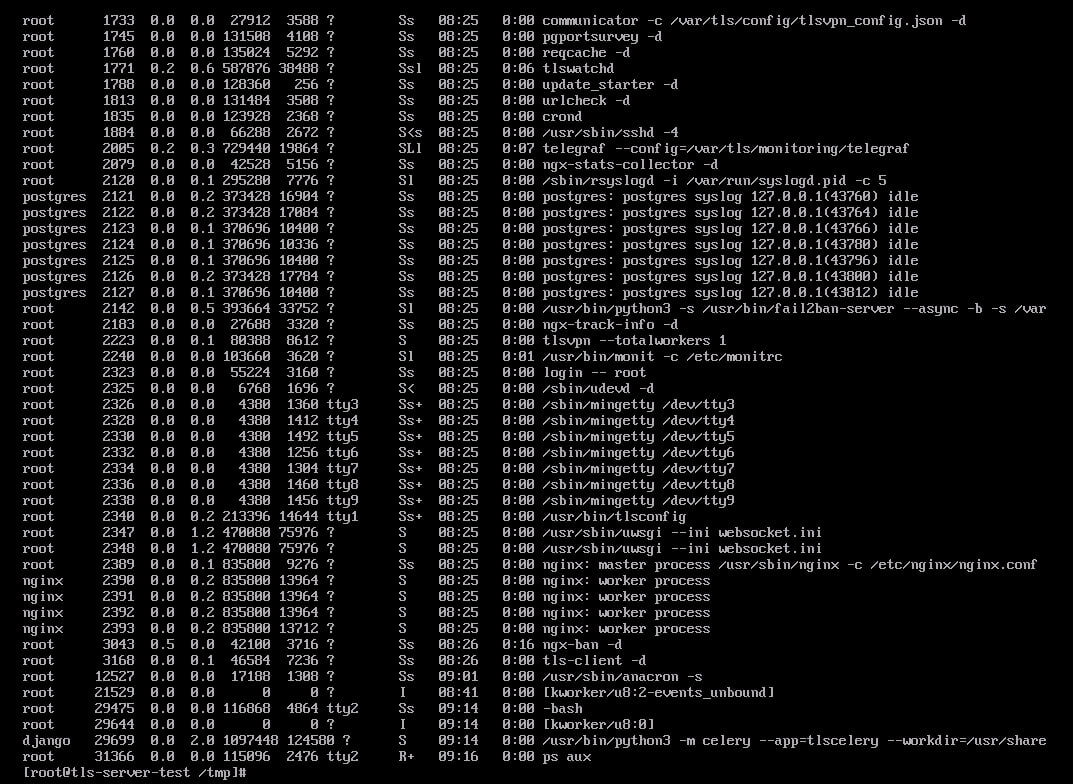 root 1733 0.0 0.0 27912 3588 ? Ss 08:25 0:00 communicator -c /var/tls/config/tlsvpn_config.json -d
root 1745 0.0 0.0 131508 4108 ? Ss 08:25 0:00 pgportsurvey -d
root 1760 0.0 0.0 135024 5292 ? Ss 08:25 0:00 reqcache -d
root 1771 0.2 0.6 587876 38488 ? Ssl 08:25 0:06 tlswatchd
root 1788 0.0 0.0 128360 256 ? Ss 08:25 0:00 update_starter -d
root 1813 0.0 0.0 131484 3508 ? Ss 08:25 0:00 urlcheck -d
root 1835 0.0 0.0 123928 2368 ? Ss 08:25 0:00 crond
root 1884 0.0 0.0 66288 2672 ? S<s 08:25 0:00 /usr/sbin/sshd -4
root 2005 0.2 0.3 729440 19864 ? SLl 08:25 0:07 telegraf --config=/var/tls/monitoring/telegraf
root 2079 0.0 0.0 42528 5156 ? Ss 08:25 0:00 ngx-stats-collector -d
root 2120 0.0 0.1 295280 7776 ? Sl 08:25 0:00 /sbin/rsyslogd -i /var/run/syslogd.pid -c 5
postgres 2121 0.0 0.2 373428 16904 ? Ss 08:25 0:00 postgres: postgres syslog 127.0.0.1(43760) idle
postgres 2122 0.0 0.2 373428 17084 ? Ss 08:25 0:00 postgres: postgres syslog 127.0.0.1(43764) idle
postgres 2123 0.0 0.1 370696 10400 ? Ss 08:25 0:00 postgres: postgres syslog 127.0.0.1(43766) idle
postgres 2124 0.0 0.1 370696 10336 ? Ss 08:25 0:00 postgres: postgres syslog 127.0.0.1(43780) idle
postgres 2125 0.0 0.1 370696 10400 ? Ss 08:25 0:00 postgres: postgres syslog 127.0.0.1(43796) idle
postgres 2126 0.0 0.2 373428 17784 ? Ss 08:25 0:00 postgres: postgres syslog 127.0.0.1(43800) idle
postgres 2127 0.0 0.1 370696 10400 ? Ss 08:25 0:00 postgres: postgres syslog 127.0.0.1(43812) idle
root 2142 0.0 0.5 393664 33752 ? Sl 08:25 0:00 /usr/bin/python3 -s /usr/bin/fail2ban-server --async -b -s /var
root 2183 0.0 0.0 27688 3320 ? Ss 08:25 0:00 ngx-track-info -d
root 2223 0.0 0.1 80388 8612 ? S 08:25 0:00 tlsvpn --totalworkers 1
root 2240 0.0 0.0 103660 3620 ? Sl 08:25 0:01 /usr/bin/monit -c /etc/monitrc
root 2323 0.0 0.0 55224 3160 ? Ss 08:25 0:00 login -- root
root 2325 0.0 0.0 6768 1696 ? S< 08:25 0:00 /sbin/udevd -d
root 2326 0.0 0.0 4380 1360 tty3 Ss+ 08:25 0:00 /sbin/mingetty /dev/tty3
root 2328 0.0 0.0 4380 1412 tty4 Ss+ 08:25 0:00 /sbin/mingetty /dev/tty4
root 2330 0.0 0.0 4380 1492 tty5 Ss+ 08:25 0:00 /sbin/mingetty /dev/tty5
root 2332 0.0 0.0 4380 1256 tty6 Ss+ 08:25 0:00 /sbin/mingetty /dev/tty6
root 2334 0.0 0.0 4380 1304 tty7 Ss+ 08:25 0:00 /sbin/mingetty /dev/tty7
root 2336 0.0 0.0 4380 1460 tty8 Ss+ 08:25 0:00 /sbin/mingetty /dev/tty8
root 2338 0.0 0.0 4380 1456 tty9 Ss+ 08:25 0:00 /sbin/mingetty /dev/tty9
root 2340 0.0 0.2 213396 14644 tty1 Ss+ 08:25 0:00 /usr/bin/tlsconfig
root 2347 0.0 1.2 470080 75976 ? S 08:25 0:00 /usr/sbin/uwsgi --ini websocket.ini
root 2348 0.0 1.2 470080 75976 ? S 08:25 0:00 /usr/sbin/uwsgi --ini websocket.ini
root 2389 0.0 0.1 835800 9276 ? Ss 08:25 0:00 nginx: master process /usr/sbin/nginx -c /etc/nginx/nginx.conf
nginx 2390 0.0 0.2 835800 13964 ? S 08:25 0:00 nginx: worker process
nginx 2391 0.0 0.2 835800 13964 ? S 08:25 0:00 nginx: worker process
nginx 2392 0.0 0.2 835800 13964 ? S 08:25 0:00 nginx: worker process
nginx 2393 0.0 0.2 835800 13712 ? S 08:25 0:00 nginx: worker process
root 3043 0.5 0.0 42100 3716 ? Ss 08:26 0:16 ngx-ban -d
root 3168 0.0 0.1 46584 7236 ? Ss 08:26 0:00 tls-client -d
root 12527 0.0 0.0 17188 1308 ? Ss 09:01 0:00 /usr/sbin/anacron -s
root 21529 0.0 0.0 0 0 ? I 08:41 0:00 [kworker/u8:2-events_unbound]
root 29475 0.0 0.0 116868 4864 tty2 Ss 09:14 0:00 -bash
root 29644 0.0 0.0 0 0 ? I 09:14 0:00 [kworker/u8:0]
django 29699 0.0 2.0 1097448 124580 ? S 09:14 0:00 /usr/bin/python3 -m celery --app=tlscelery --workdir=/usr/share
root 31366 0.0 0.0 115096 2476 tty2 R+ 09:16 0:00 ps aux
[root@tls-server-test /tmp]#